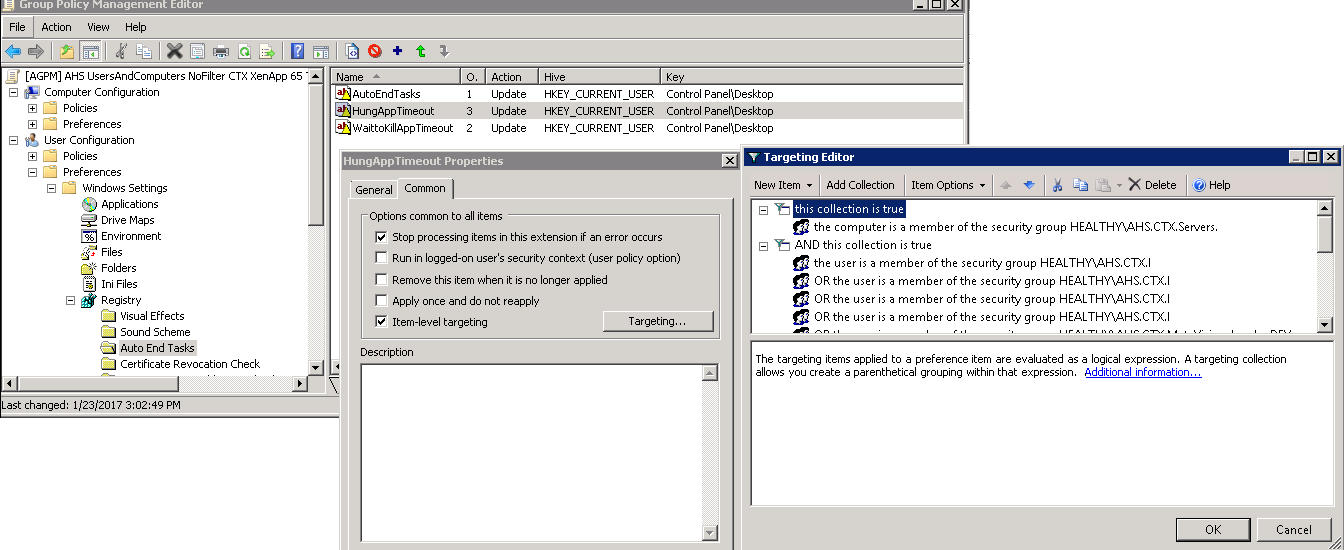 Group Policy Management Editor
File Action View Help
[AGPM] AHS UsersAndComputers NoFilter CTX XenApp 65
Computer Configuration
Policies
Preferences
User Configuration
Policies
Preferences
Windows Settings
Applications
Drive Maps
Environment
Files
Folders
Ini Files
Registry
Visual Effects
Sound Scheme
Auto End Tasks
Certificate Revocation Check
Last changed: 1/23/2017 3:02:49 PM
Name O. Action Hive Key
AutoEndTasks 1 Update HKEY_CURRENT_USER Control Panel\Desktop
HungAppTimeout 3 Update HKEY_CURRENT_USER Control Panel\Desktop
WaittoKillAppTimeout 2 Update HKEY_CURRENT_USER Control Panel\Desktop
HungAppTimeout Properties
General Common
Options common to all items
Stop processing items in this extension if an error occurs
Run in logged-on user's security context (user policy option)
Remove this item when it is no longer applied
Apply once and do not reapply
Item-level targeting Targeting...
Description
Targeting Editor
New Item Add Collection Item Options Delete Help
this collection is true
the computer is a member of the security group HEALTHY\AHS.CTX.Servers.
AND this collection is true
the user is a member of the security group HEALTHY\AHS.CTX.I
OR the user is a member of the security group HEALTHY\AHS.CTX.I
OR the user is a member of the security group HEALTHY\AHS.CTX.I
OR the user is a member of the security group HEALTHY\AHS.CTX.I
The targeting items applied to a preference item are evaluated as a logical expression. A targeting collection
allows you create a parenthetical grouping within that expression. Additional information...
OK Cancel